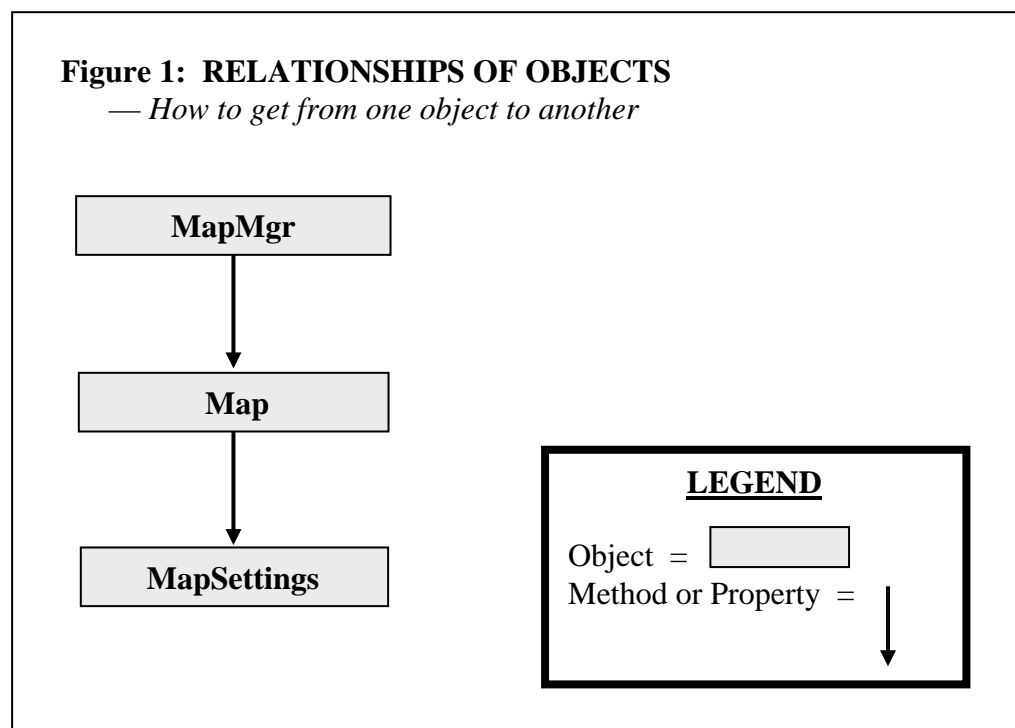 Figure 1:  RELATIONSHIPS OF OBJECTS
— How to get from one object to another
MapMgr
Map
MapSettings
LEGEND
Object  =
Method or Property  =